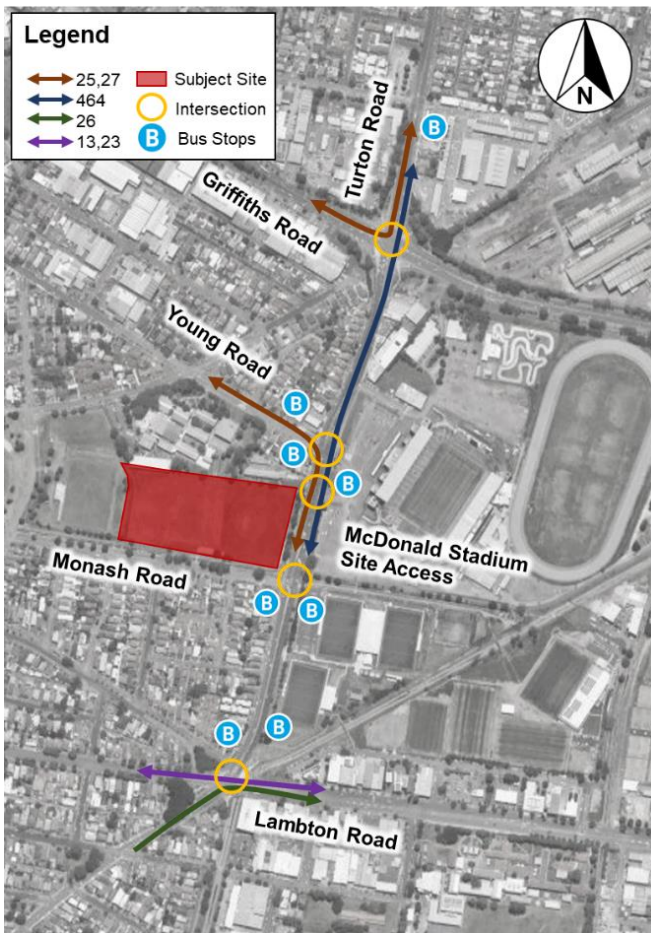 Legend
25,27
464
26
13,23
Subject Site
Intersection
B Bus Stops
N
B
Turton Road
Griffiths Road
Young Road
B
B
B
McDonald Stadium
Site Access
Monash Road
B
B
B
B
Lambton Road